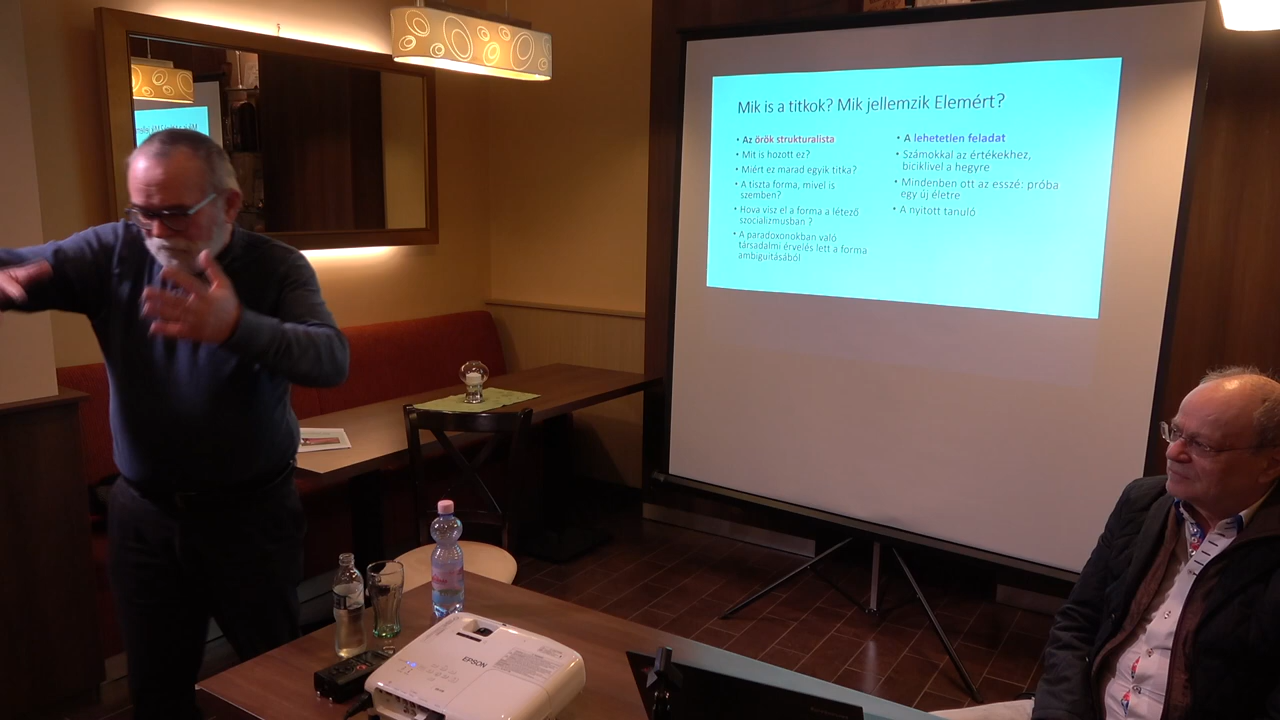 Mik is a titkok? Mik jellemzik Elemért?
• Az örök strukturalista
• Mit is hozott ez?
• Miért ez marad egyik titka?
• A tiszta forma, mivel is
szemben?
• Hova visz el a forma a létező
szocializmusban ?
• A paradoxonokban való
társadalmi érvelés lett a forma
ambiguitásából
• A lehetetlen feladat
• Számokkal az értékekhez,
biciklivel a hegyre
• Mindenben ott az esszé: próba
egy új életre
• A nyitott tanuló
EPSON